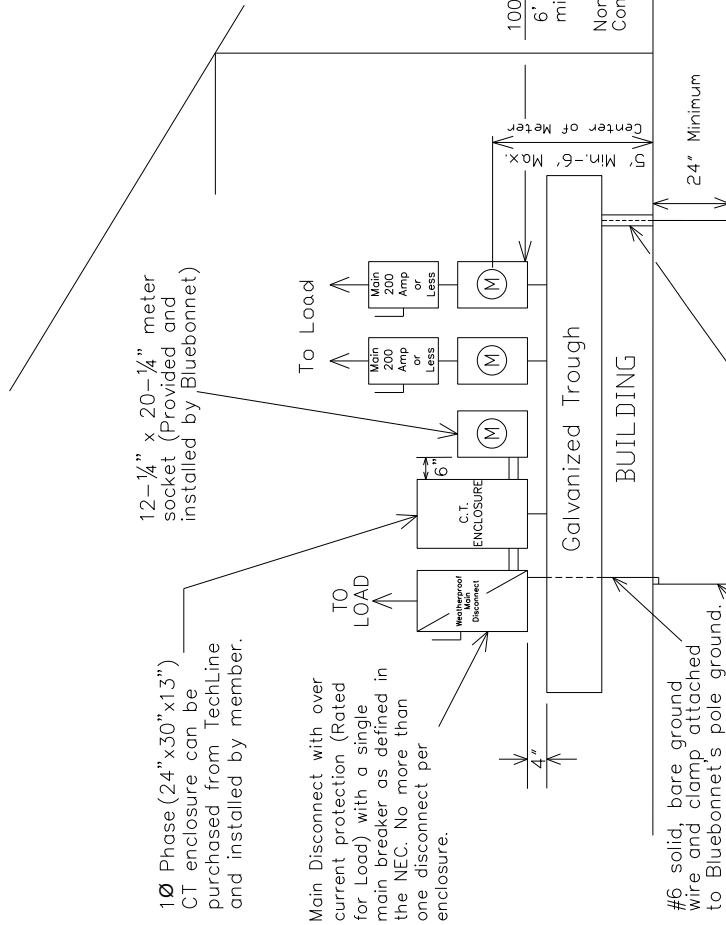 12-¼" x 20-¼" meter
socket (Provided and
installed by Bluebonnet)
1Ø Phase (24"x30"x13")
CT enclosure can be
purchased from TechLine
and installed by member.
Main Disconnect with over
current protection (Rated
for Load) with a single
main breaker as defined in
the NEC. No more than
one disconnect per
enclosure.
TO
LOAD
To Load
Weatherproof
Main
Disconnect
C.T.
ENCLOSURE
6"
M
M
M
Main
200
Amp
or
Less
Main
200
Amp
or
Less
4"
Galvanized Trough
BUILDING
5' Min.-6' Max.
Center of Meter
24" Minimum
100
6'
mi
Non
Con
#6 solid, bare ground
wire and clamp attached
to Bluebonnet's pole ground.